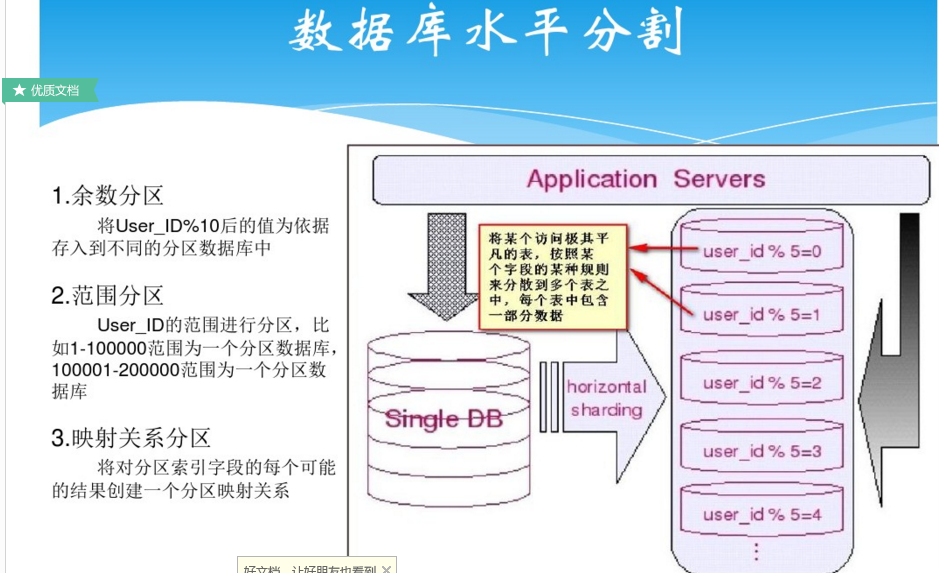 数据库水平分割
优质文档
1.余数分区
将User_ID%10后的值为依据
存入到不同的分区数据库中
2.范围分区
User_ID的范围进行分区，比
如1-100000范围为一个分区数据库，
100001-200000范围为一个分区数
据库
3.映射关系分区
将对分区索引字段的每个可能
的结果创建一个分区映射关系
Application Servers
将某个访问极其平
凡的表，按照某
个字段的某种规则
来分散到多个表之
中，每个表中包含
一部分数据
Single DB
horizontal
sharding
user_id % 5=0
user_id % 5=1
user_id % 5=2
user_id % 5=3
user_id % 5=4
好文档，让好朋友也看到